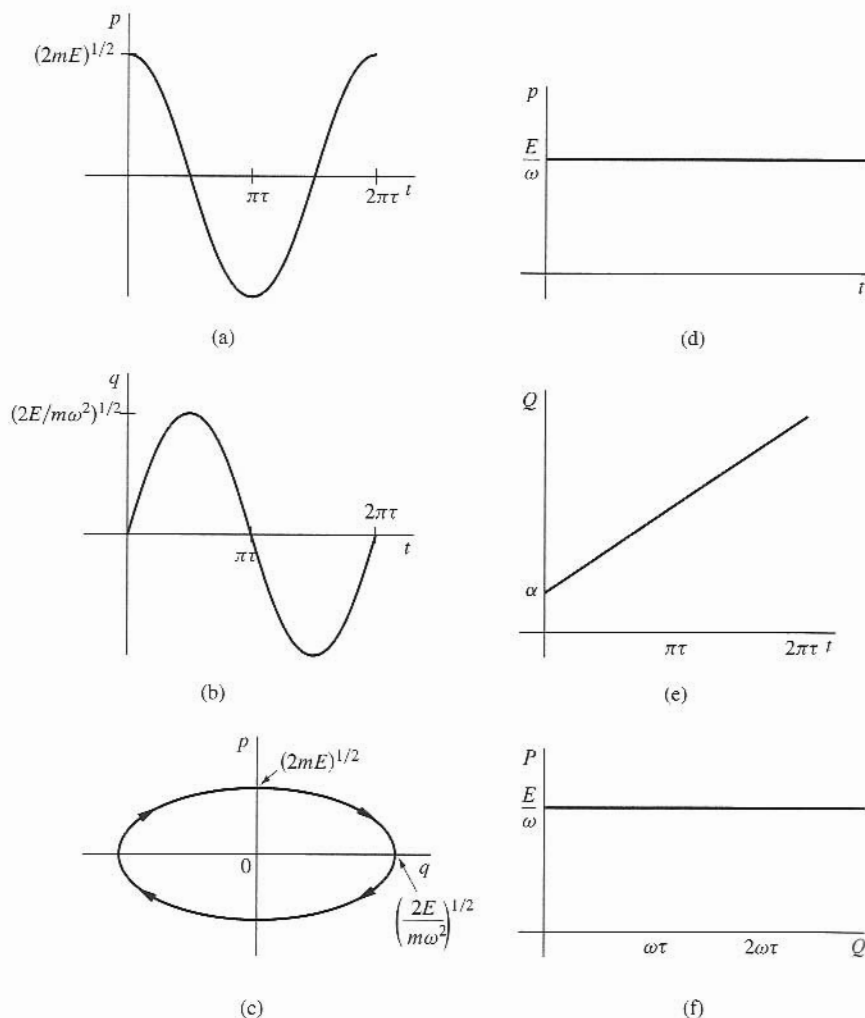 p
(2mE)^{1/2}
πτ
2πτ t
(a)
q
(2E/mω²)^{1/2}
2πτ
πτ
t
(b)
p
(2mE)^{1/2}
0
q
(2E/mω²)^{1/2}
(c)
p
E/ω
t
(d)
Q
α
πτ
2πτ t
(e)
P
E/ω
ωτ
2ωτ
Q
(f)